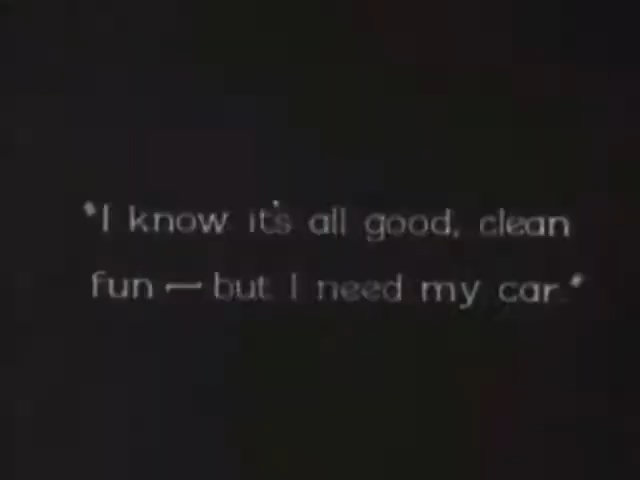 "I know it's all good, clean
fun — but I need my car."